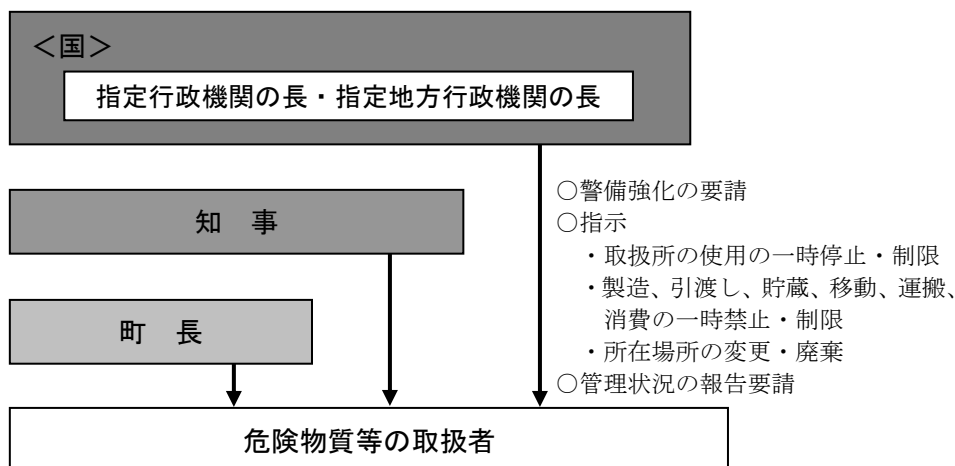 ＜国＞
指定行政機関の長・指定地方行政機関の長
○警備強化の要請
知　事
○指示
・取扱所の使用の一時停止・制限
・製造、引渡し、貯蔵、移動、運搬、
消費の一時禁止・制限
町　長
・所在場所の変更・廃棄
○管理状況の報告要請
危険物質等の取扱者